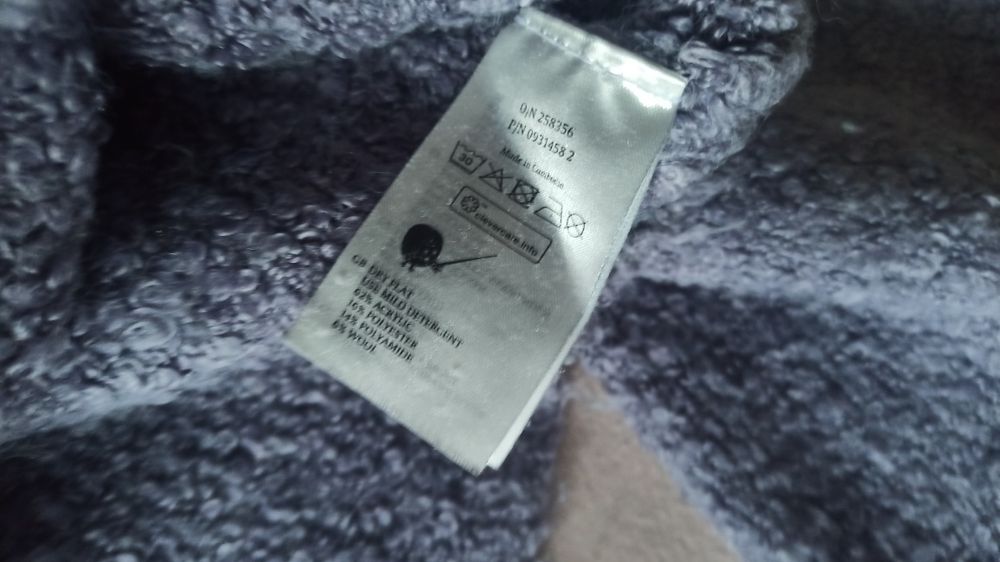 O/N 258356
P/N 0931458 2
Made in Cambodia
30
clevercare.info
GB DRY FLAT
USE MILD DETERGENT
62% ACRYLIC
16% POLYESTER
14% POLYAMIDE
8% WOOL